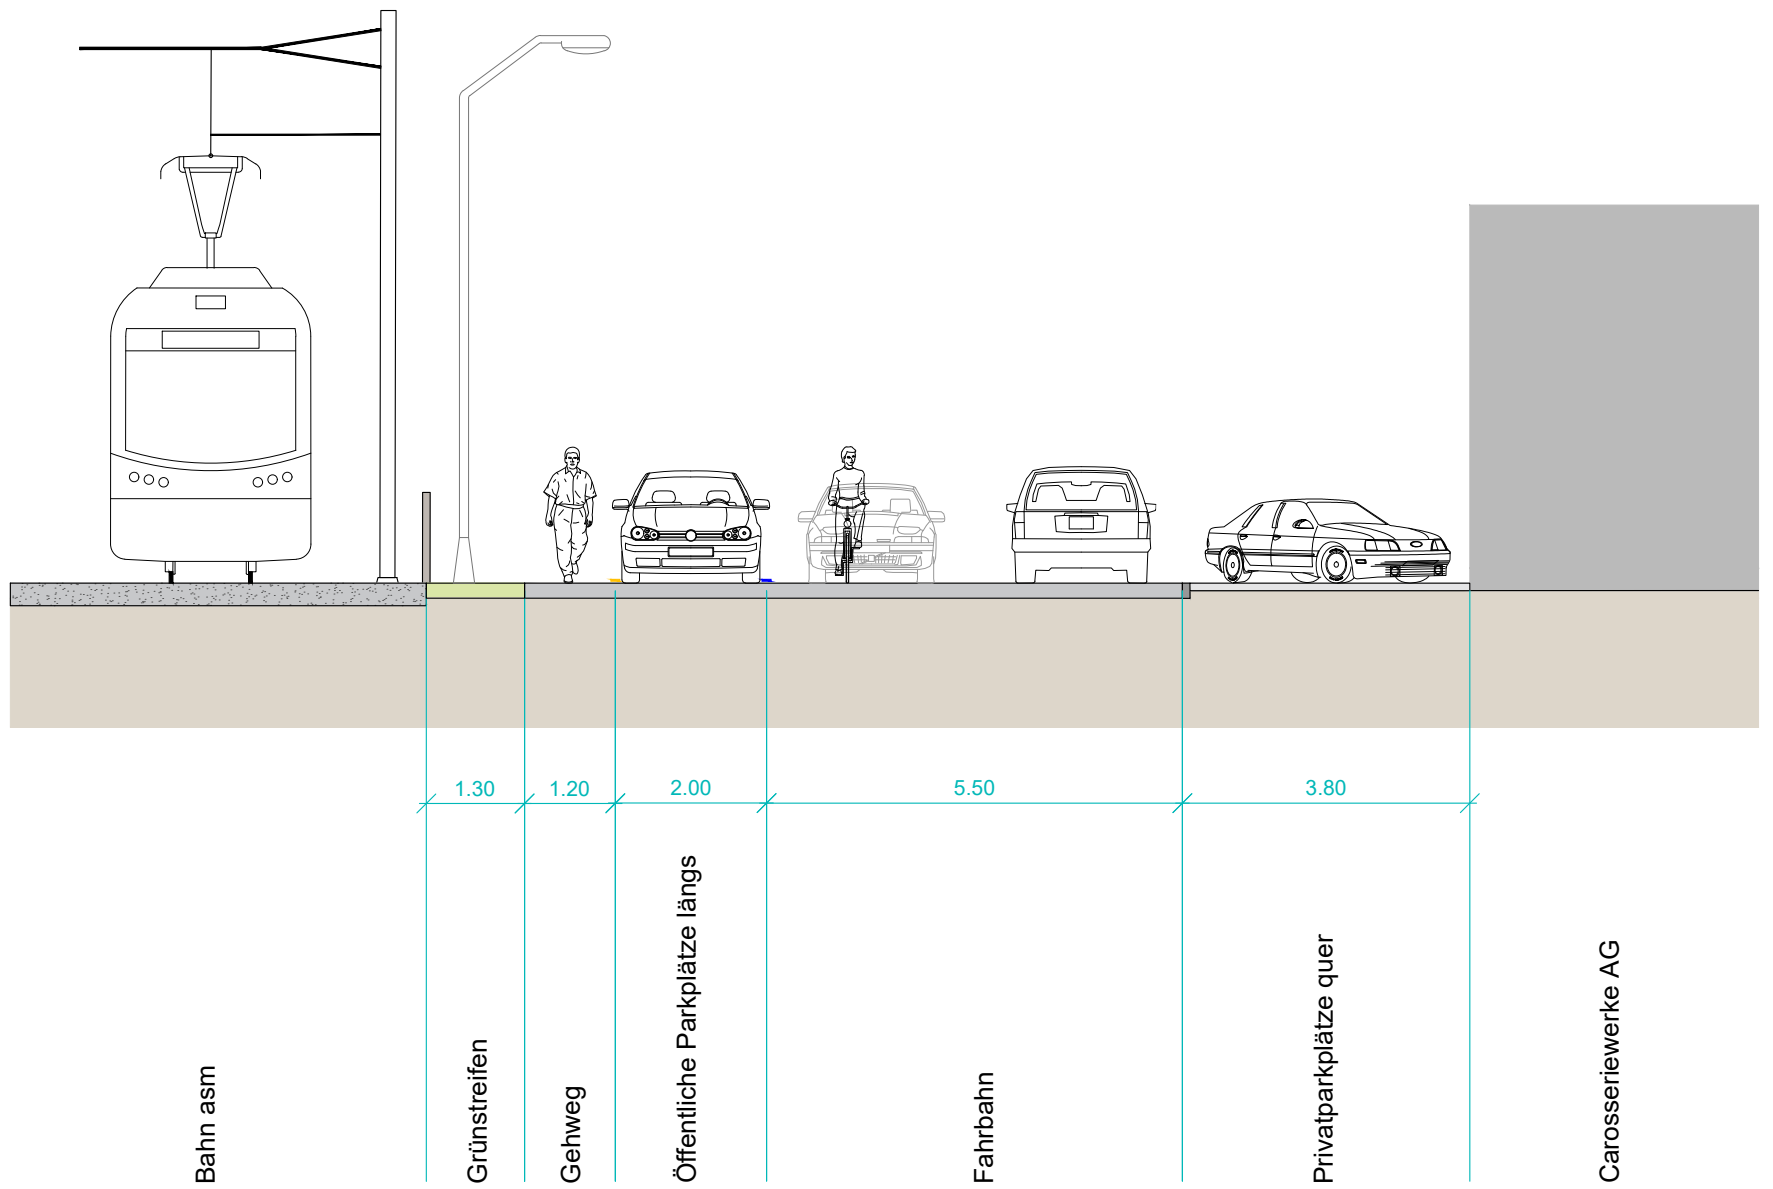 1.30
1.20
2.00
5.50
3.80
Bahn asm
Grünstreifen
Gehweg
Öffentliche Parkplätze längs
Fahrbahn
Privatparkplätze quer
Carosseriewerke AG